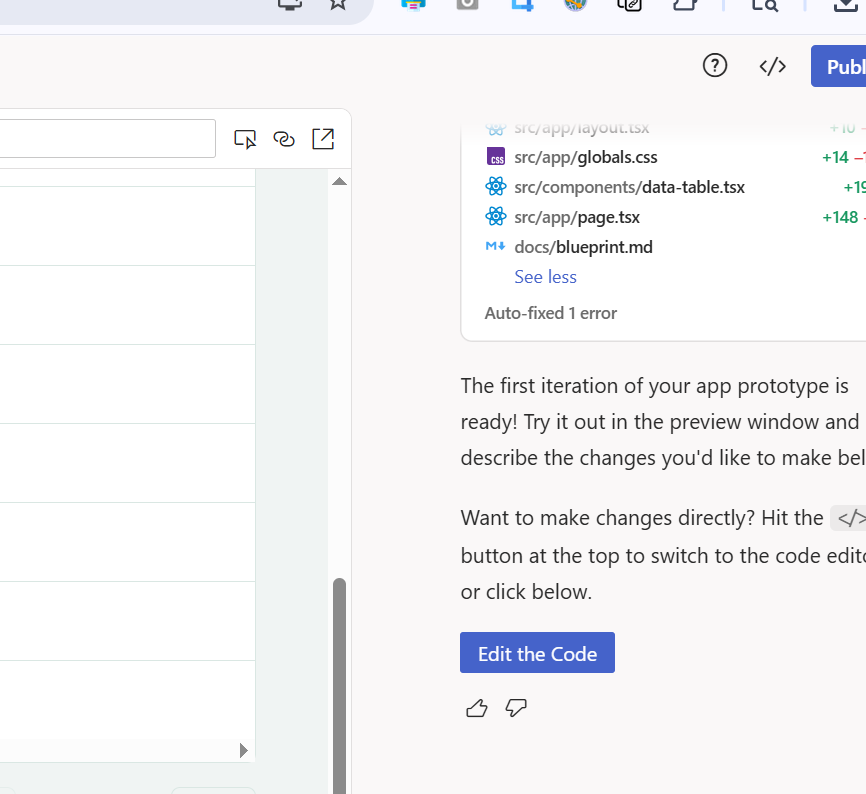 Publ
src/app/layout.tsx +10
src/app/globals.css +14
src/components/data-table.tsx +19
src/app/page.tsx +148
docs/blueprint.md
See less
Auto-fixed 1 error
The first iteration of your app prototype is
ready! Try it out in the preview window and
describe the changes you'd like to make bel
Want to make changes directly? Hit the </>
button at the top to switch to the code edito
or click below.
Edit the Code